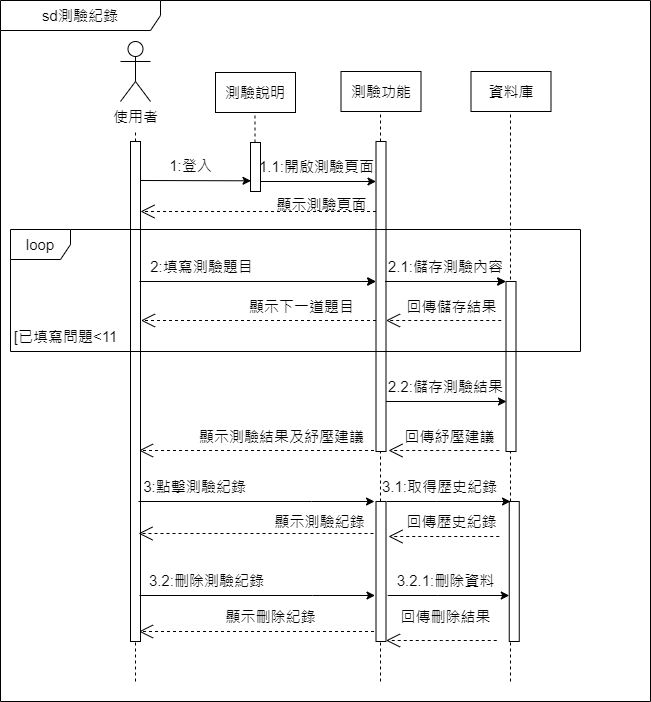 sd測驗紀錄
使用者
測驗說明
測驗功能
資料庫
1:登入
1.1:開啟測驗頁面
顯示測驗頁面
loop
2:填寫測驗題目
2.1:儲存測驗內容
顯示下一道題目
回傳儲存結果
[已填寫問題<11
2.2:儲存測驗結果
顯示測驗結果及紓壓建議
回傳紓壓建議
3:點擊測驗紀錄
3.1:取得歷史紀錄
顯示測驗紀錄
回傳歷史紀錄
3.2:刪除測驗紀錄
3.2.1:刪除資料
顯示刪除紀錄
回傳刪除結果